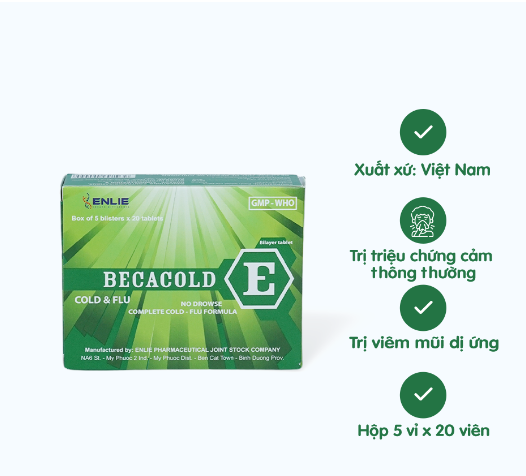 ENLIE
GMP - WHO
Box of 5 blisters x 20 tablets
Bilayer tablet
BECACOLD E
COLD & FLU
NO DROWSE
COMPLETE COLD - FLU FORMULA
Manufactured by: ENLIE PHARMACEUTICAL JOINT STOCK COMPANY
NA6 St. - My Phuoc 2 Ind. - My Phuoc Dist. - Ben Cat Town - Binh Duong Prov.
Xuất xứ: Việt Nam
Trị triệu chứng cảm
thông thường
Trị viêm mũi dị ứng
Hộp 5 vỉ x 20 viên